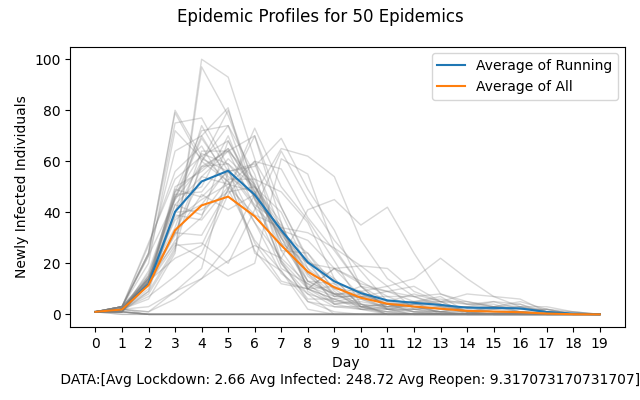 Epidemic Profiles for 50 Epidemics
Newly Infected Individuals
100
80
60
40
20
0
Average of Running
Average of All
0 1 2 3 4 5 6 7 8 9 10 11 12 13 14 15 16 17 18 19
Day
DATA:[Avg Lockdown: 2.66 Avg Infected: 248.72 Avg Reopen: 9.317073170731707]